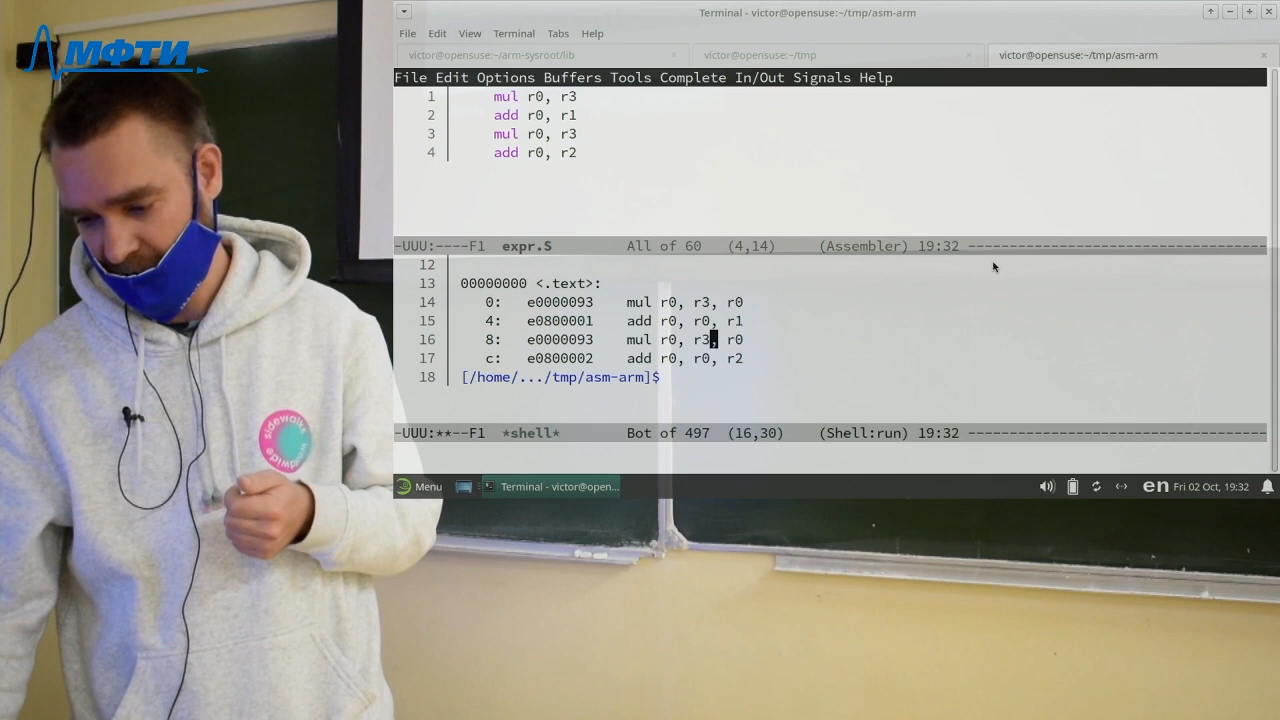 МФТИ
Terminal - victor@opensuse:~/tmp/asm-arm
File Edit View Terminal Tabs Help
victor@opensuse:~/arm-sysroot/lib
victor@opensuse:~/tmp
victor@opensuse:~/tmp/asm-arm
File Edit Options Buffers Tools Complete In/Out Signals Help
1 mul r0, r3
2 add r0, r1
3 mul r0, r3
4 add r0, r2
-UUU:----F1 expr.S All of 60 (4,14) (Assembler) 19:32 ------------------------------------
12
13 00000000 <.text>:
14 0: e0000093 mul r0, r3, r0
15 4: e0800001 add r0, r0, r1
16 8: e0000093 mul r0, r3, r0
17 c: e0800002 add r0, r0, r2
18 [/home/.../tmp/asm-arm]$
-UUU:**--F1 *shell* Bot of 497 (16,30) (Shell:run) 19:32 ------------------------------------
Menu Terminal - victor@open... en Fri 02 Oct, 19:32
sidewalks
worldwide